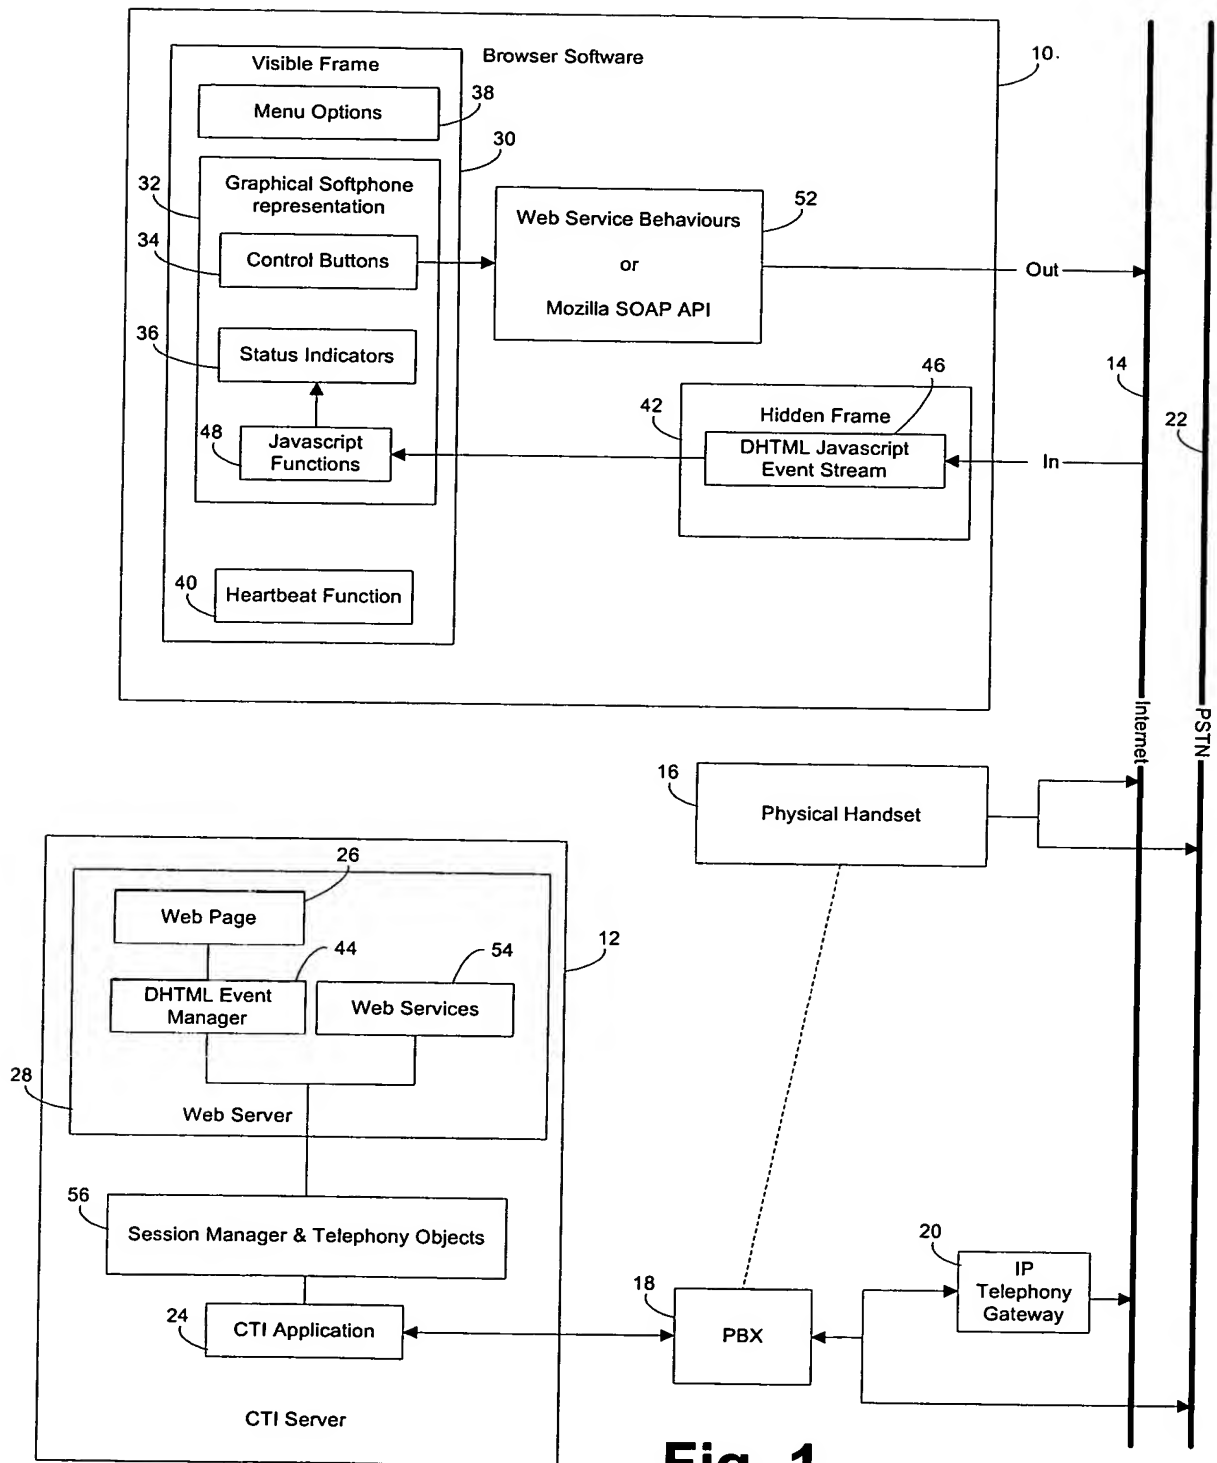 Browser Software
10.
Visible Frame
Menu Options
38
30
32
Graphical Softphone
representation
34
Control Buttons
Web Service Behaviours
or
Mozilla SOAP API
52
Out
36
Status Indicators
48
Javascript
Functions
42
Hidden Frame
46
DHTML Javascript
Event Stream
In
14
22
40
Heartbeat Function
Internet
PSTN
16
Physical Handset
26
Web Page
12
44
DHTML Event
Manager
54
Web Services
28
Web Server
56
Session Manager & Telephony Objects
24
CTI Application
18
PBX
20
IP
Telephony
Gateway
CTI Server
Fig. 1